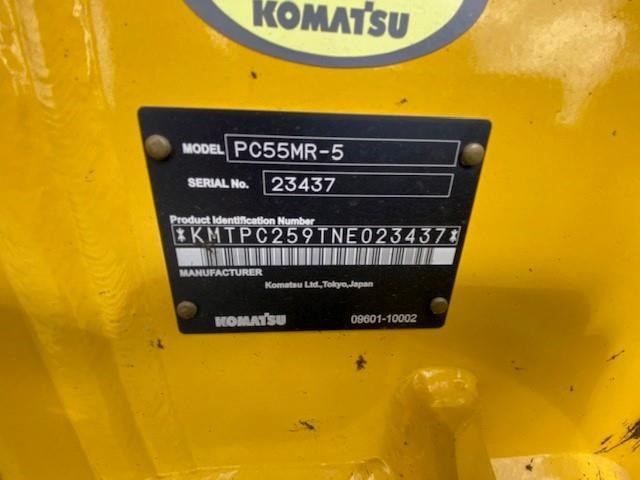 KOMATSU
MODEL PC55MR-5
SERIAL No. 23437
Product Identification Number
*KMTPC259TNE023437*
MANUFACTURER
Komatsu Ltd.,Tokyo,Japan
KOMATSU 09601-10002